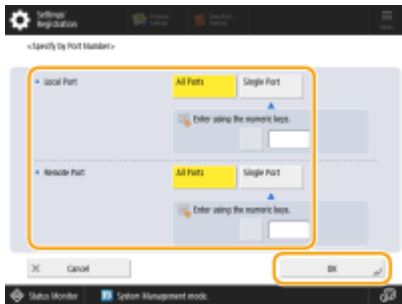 Settings/
Registration
<Specify by Port Number>
Local Port
All Ports
Single Port
Enter using the numeric keys.
Remote Port
All Ports
Single Port
Enter using the numeric keys.
Cancel
OK
Status Monitor
System Management mode.